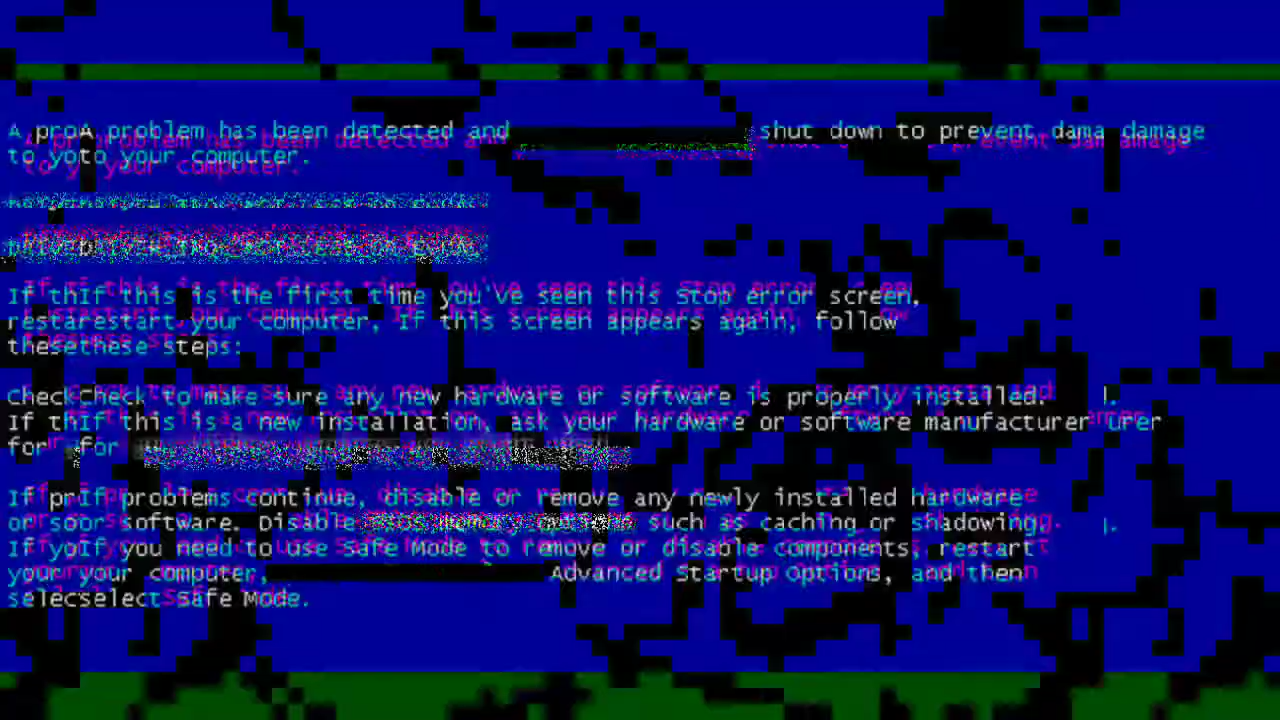 A proA problem has been detected and shut down to prevent dama damage
to yoto your computer.
If thIf this is the first time you've seen this Stop error screen,
restarestart your computer, If this screen appears again, follow
thesethese steps:
CheckCheck to make sure any new hardware or software is properly installed.
If thIf this is a new installation, ask your hardware or software manufacturer urer
for for
If prIf problems continue, disable or remove any newly installed hardware
or soor software. Disable such as caching or shadowing.
If yoIf you need to use Safe Mode to remove or disable components, restart
your your computer, Advanced Startup Options, and then
selecselect Safe Mode.